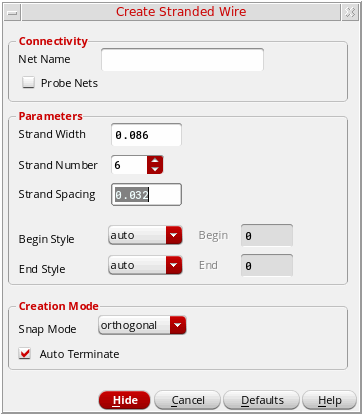 Create Stranded Wire
Connectivity
Net Name
Probe Nets
Parameters
Strand Width 0.086
Strand Number 6
Strand Spacing 0.032
Begin Style auto Begin 0
End Style auto End 0
Creation Mode
Snap Mode orthogonal
Auto Terminate
Hide Cancel Defaults Help